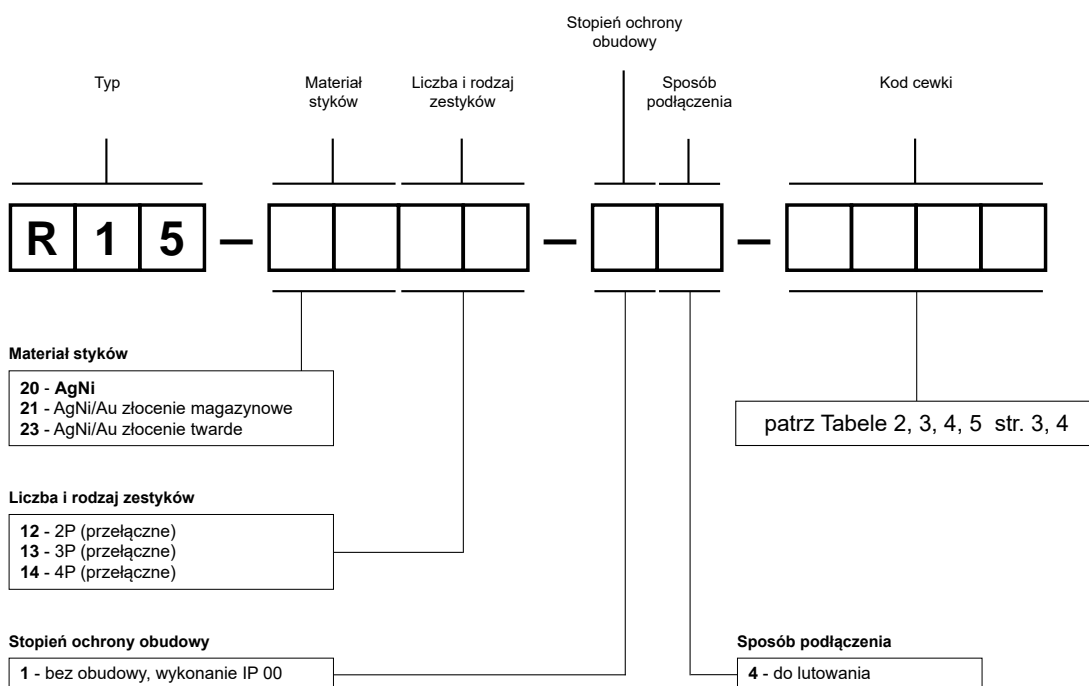 Stopień ochrony
obudowy
Typ
Materiał
styków
Liczba i rodzaj
zestyków
Sposób
podłączenia
Kod cewki
R 1 5 – – –
Materiał styków
20 - AgNi
21 - AgNi/Au złocenie magazynowe
23 - AgNi/Au złocenie twarde
patrz Tabele 2, 3, 4, 5 str. 3, 4
Liczba i rodzaj zestyków
12 - 2P (przełączne)
13 - 3P (przełączne)
14 - 4P (przełączne)
Stopień ochrony obudowy
1 - bez obudowy, wykonanie IP 00
Sposób podłączenia
4 - do lutowania